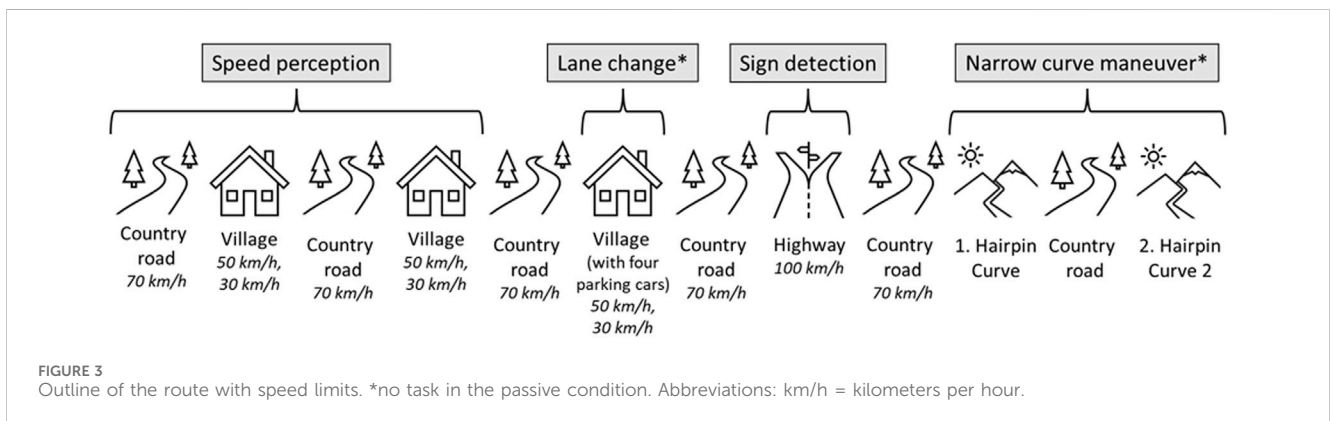 Speed perception
Lane change*
Sign detection
Narrow curve maneuver*
Country
road
70 km/h
Village
50 km/h,
30 km/h
Country
road
70 km/h
Village
50 km/h,
30 km/h
Country
road
70 km/h
Village
(with four
parking cars)
50 km/h,
30 km/h
Country
road
70 km/h
Highway
100 km/h
Country
road
70 km/h
1. Hairpin
Curve
Country
road
2. Hairpin
Curve 2
FIGURE 3
Outline of the route with speed limits. *no task in the passive condition. Abbreviations: km/h = kilometers per hour.